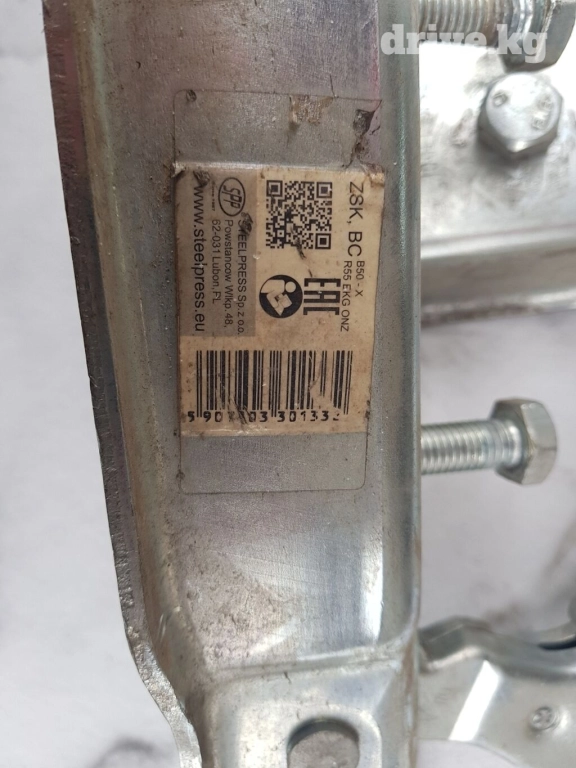 drive.kg
ZSK, BC B50 - X
R55 EKG ONZ
EAC
SPP
STEELPRESS Sp. z o.o.
Powstańców Wlkp. 48,
62-031 Luboń, PL
www.steelpress.eu